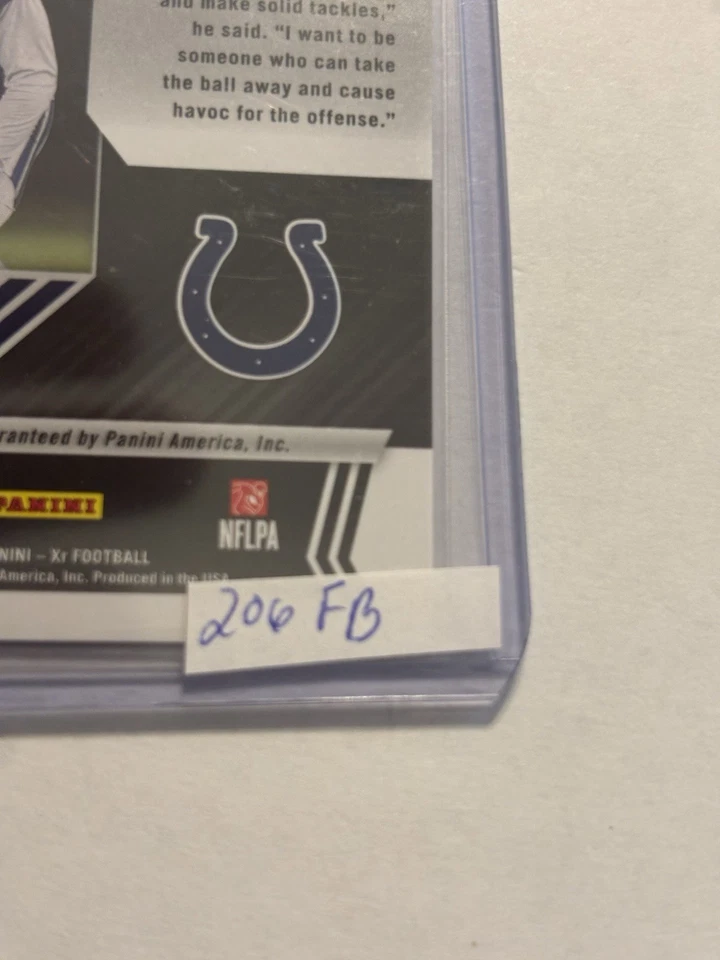 and make solid tackles,"
he said. "I want to be
someone who can take
the ball away and cause
havoc for the offense."
ranteed by Panini America, Inc.
PANINI
NFLPA
NINI – Xr FOOTBALL
America, Inc. Produced in the USA
206 FB